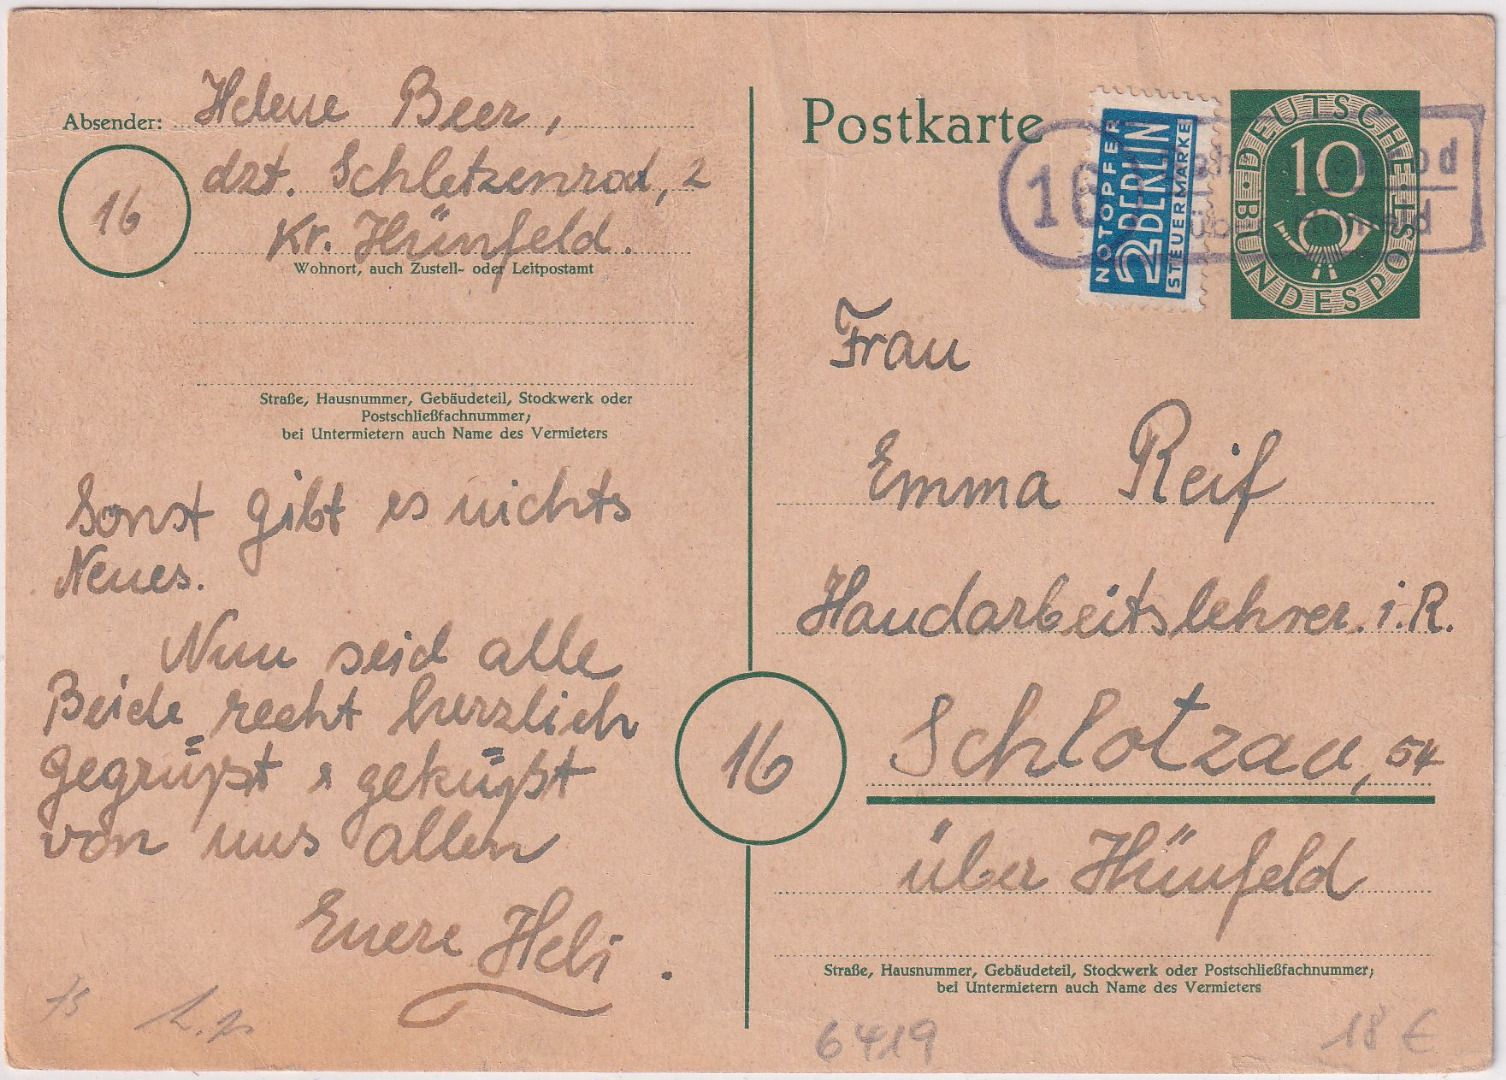 Absender: Helene Beer,
dzt. Schletzenrod, 2
16
Kr. Hünfeld.
Wohnort, auch Zustell- oder Leitpostamt
Straße, Hausnummer, Gebäudeteil, Stockwerk oder
Postschließfachnummer;
bei Untermietern auch Name des Vermieters
Sonst gibt es nichts
Neues.
Nun seid alle
Beide recht herzlich
gegrüßt & geküßt
von uns allen
Euere Heli.
Postkarte
NOTOPFER
2 BERLIN
STEUERMARKE
DEUTSCHE
BUNDESPOST
10
16
über Hünfeld
Frau
Emma Reif
Handarbeitslehrer. i. R.
16
Schlotzau, 54
über Hünfeld
Straße, Hausnummer, Gebäudeteil, Stockwerk oder Postschließfachnummer;
bei Untermietern auch Name des Vermieters
6419
18 €